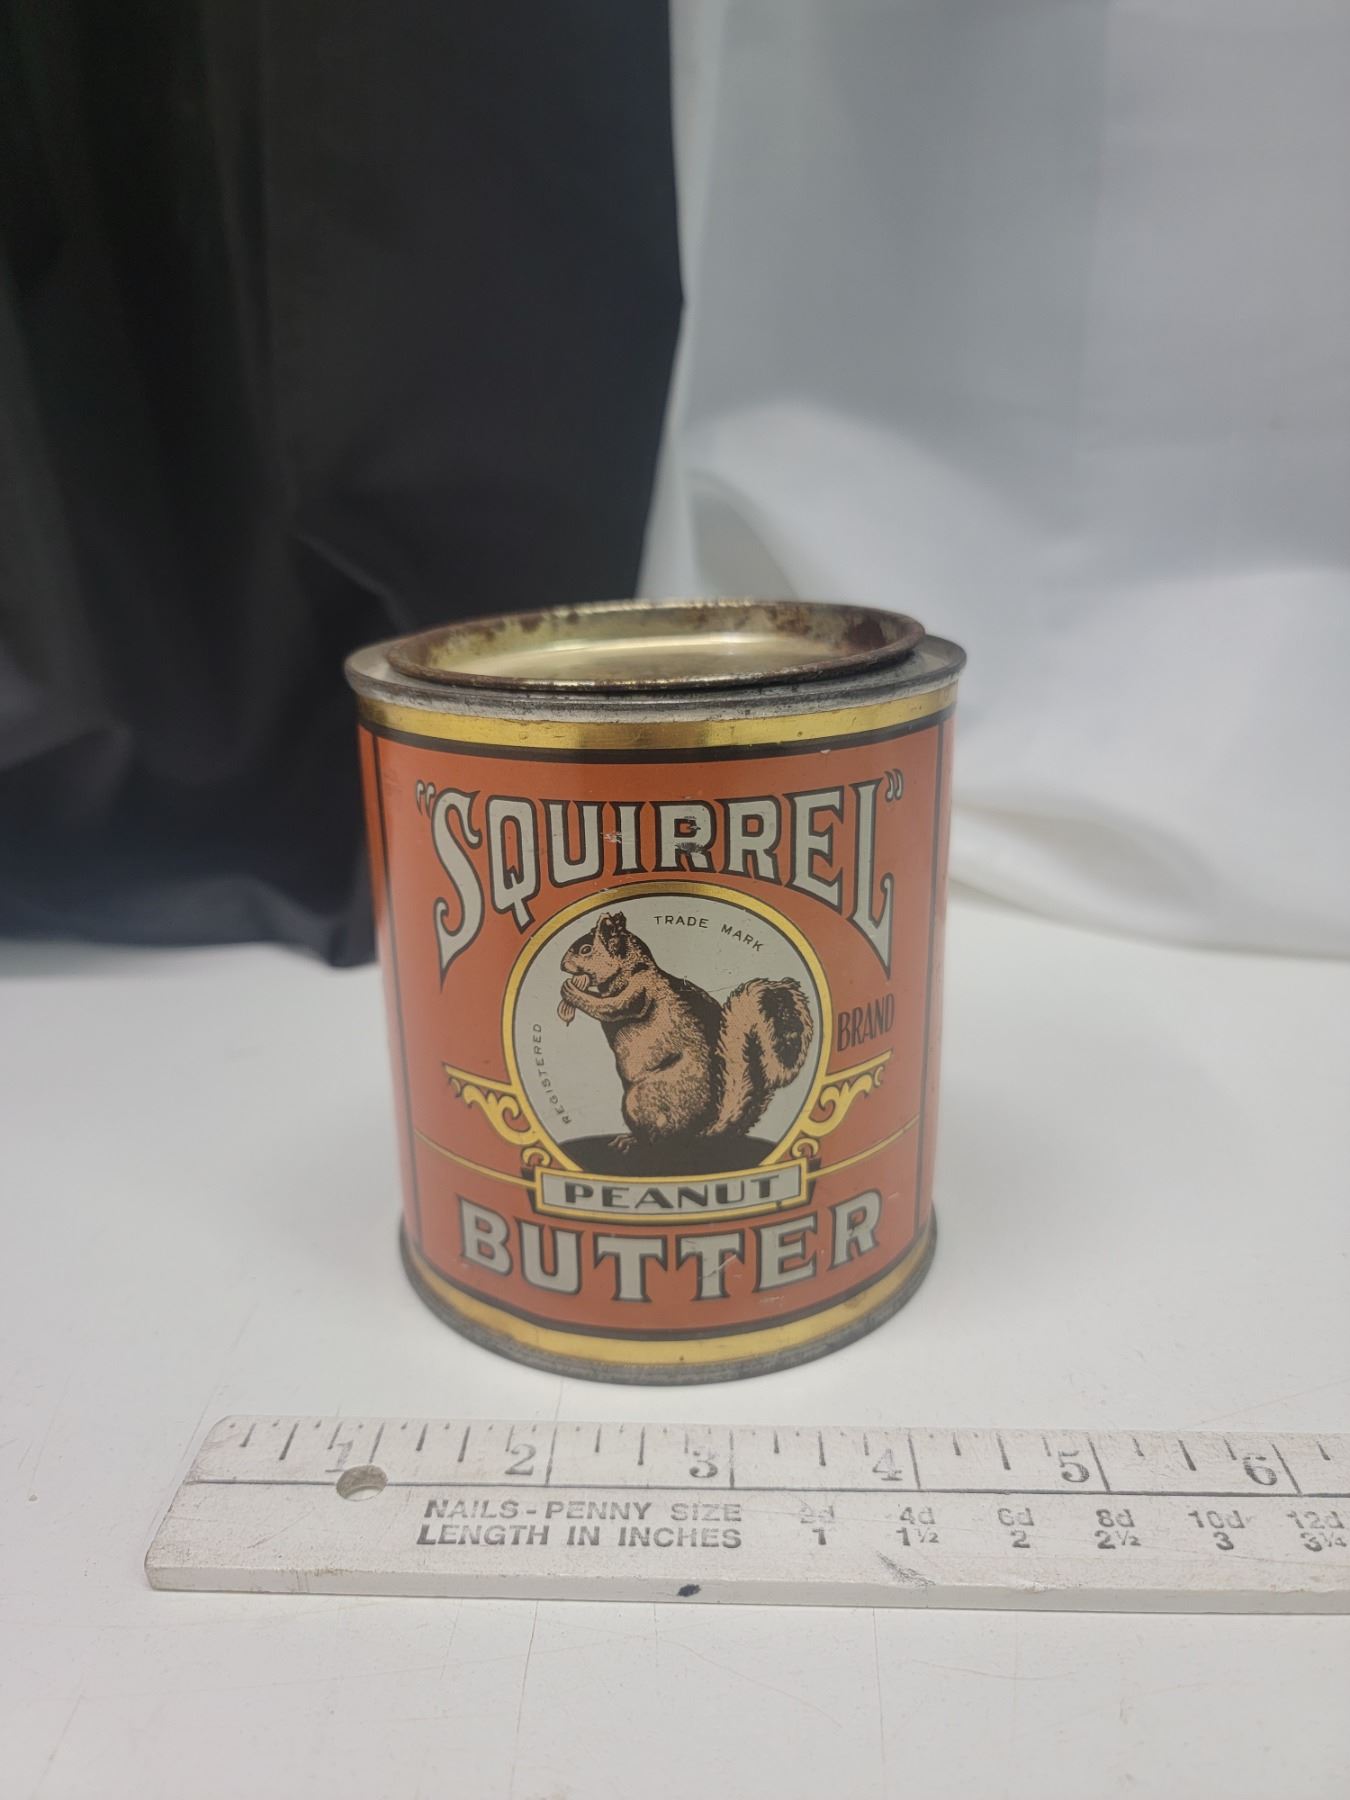 "SQUIRREL"
TRADE MARK
REGISTERED
BRAND
PEANUT
BUTTER
1 2 3 4 5 6
NAILS-PENNY SIZE 2d 4d 6d 8d 10d 12d
LENGTH IN INCHES 1 1½ 2 2½ 3 3¼